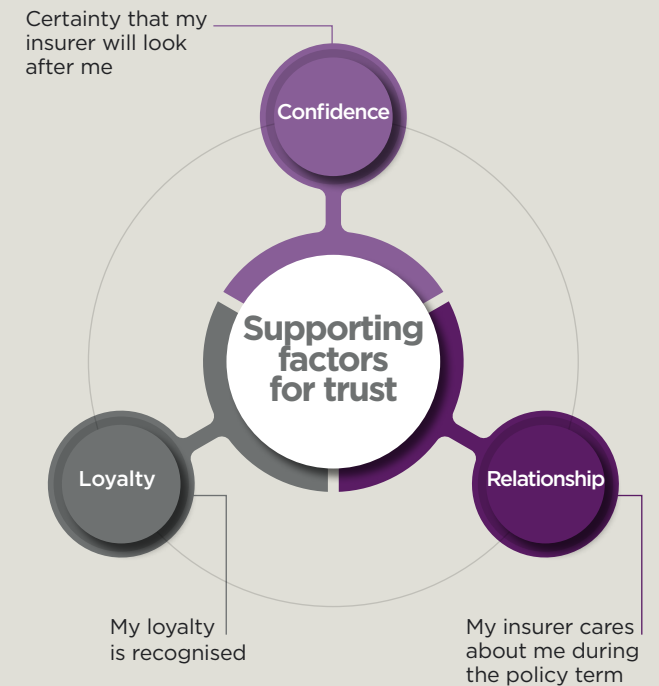 Certainty that my
insurer will look
after me
Confidence
Supporting
factors
for trust
Loyalty
Relationship
My loyalty
is recognised
My insurer cares
about me during
the policy term